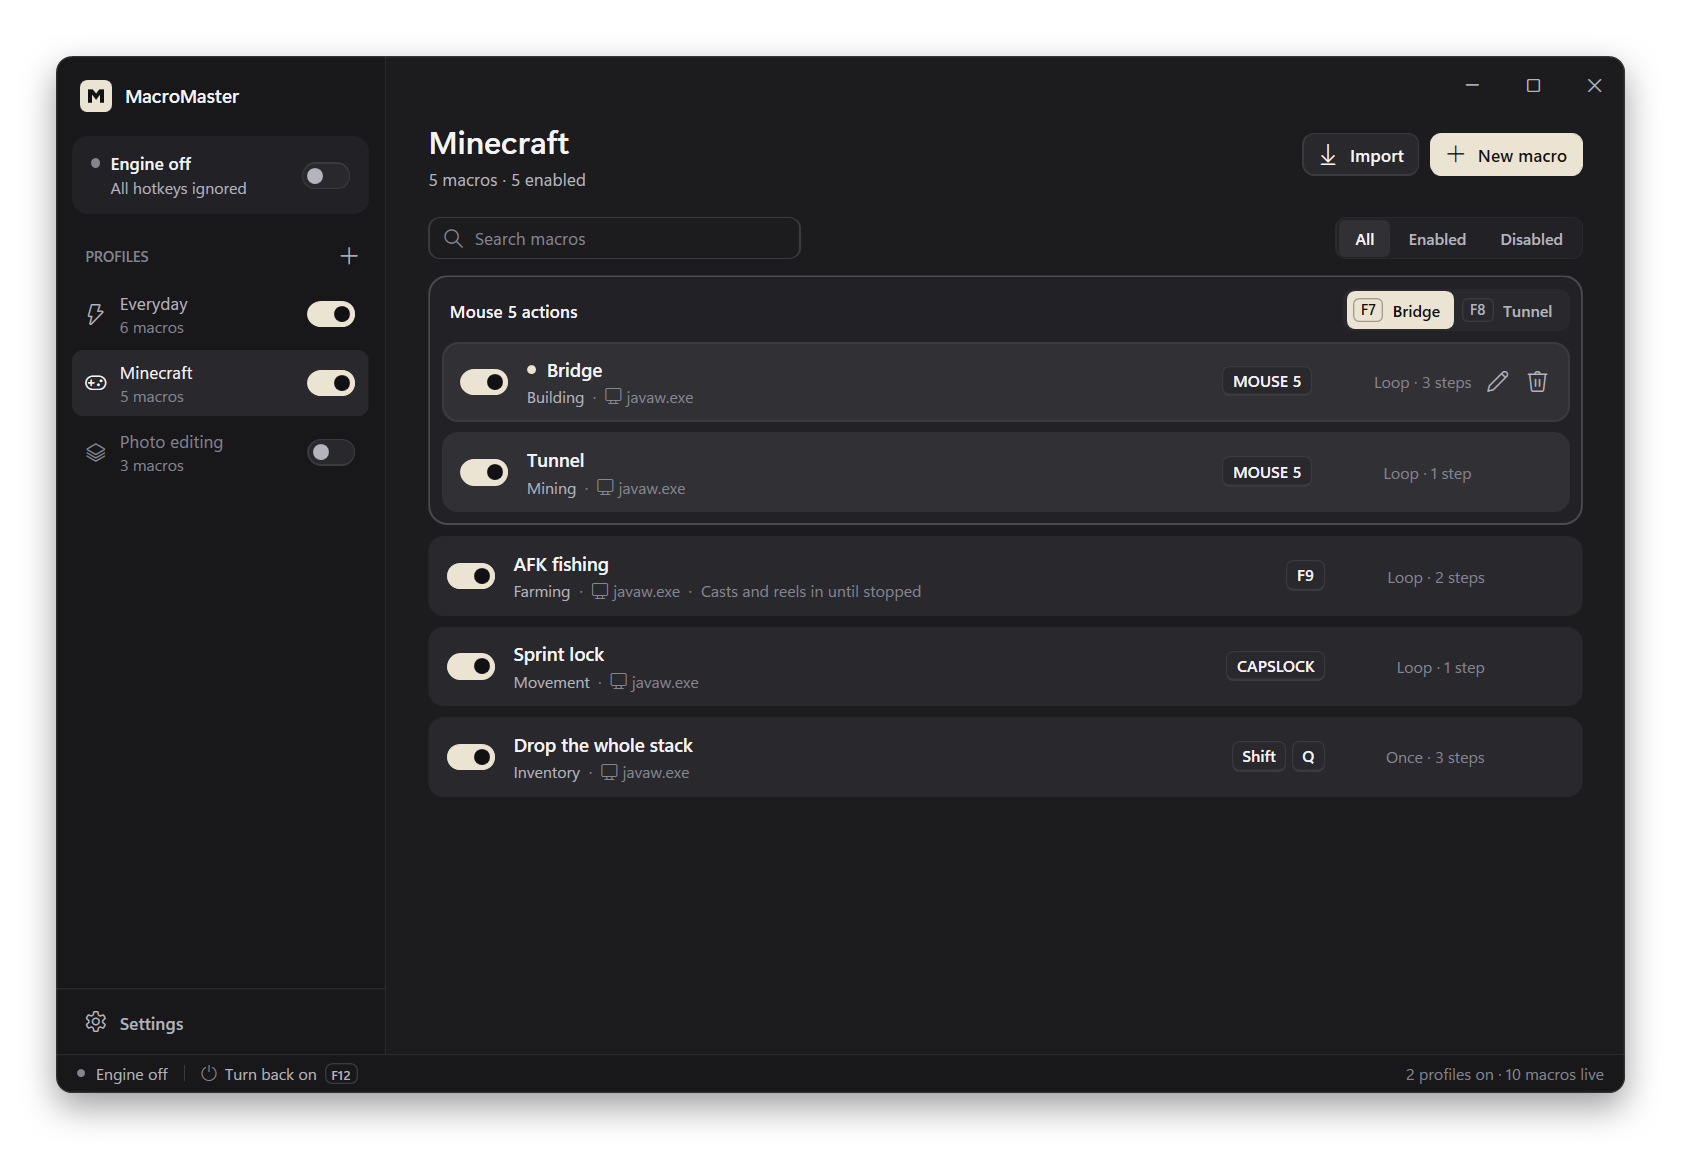 MacroMaster
Engine off
All hotkeys ignored
PROFILES
Everyday
6 macros
Minecraft
5 macros
Photo editing
3 macros
Settings
Minecraft
5 macros · 5 enabled
Import
New macro
Search macros
All Enabled Disabled
Mouse 5 actions
F7 Bridge F8 Tunnel
Bridge
Building · javaw.exe
MOUSE 5
Loop · 3 steps
Tunnel
Mining · javaw.exe
MOUSE 5
Loop · 1 step
AFK fishing
Farming · javaw.exe · Casts and reels in until stopped
F9
Loop · 2 steps
Sprint lock
Movement · javaw.exe
CAPSLOCK
Loop · 1 step
Drop the whole stack
Inventory · javaw.exe
Shift Q
Once · 3 steps
Engine off
Turn back on F12
2 profiles on · 10 macros live